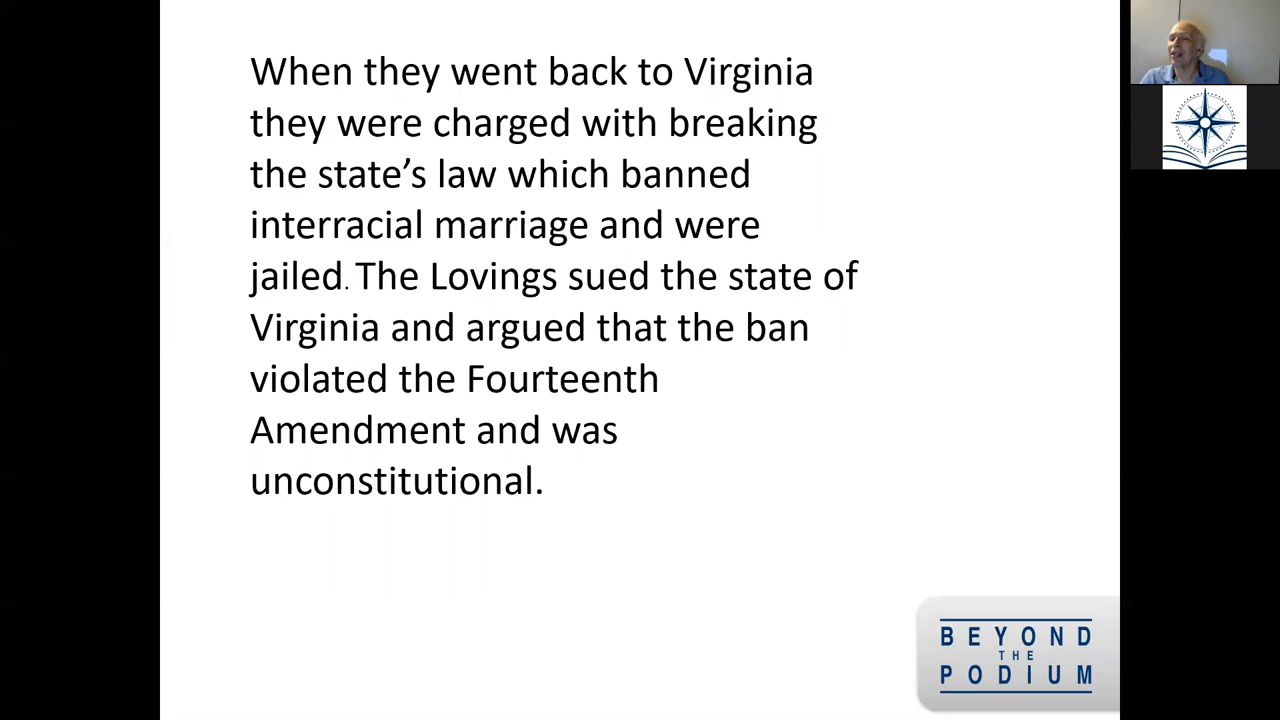 When they went back to Virginia
they were charged with breaking
the state’s law which banned
interracial marriage and were
jailed. The Lovings sued the state of
Virginia and argued that the ban
violated the Fourteenth
Amendment and was
unconstitutional.
BEYOND
THE
PODIUM